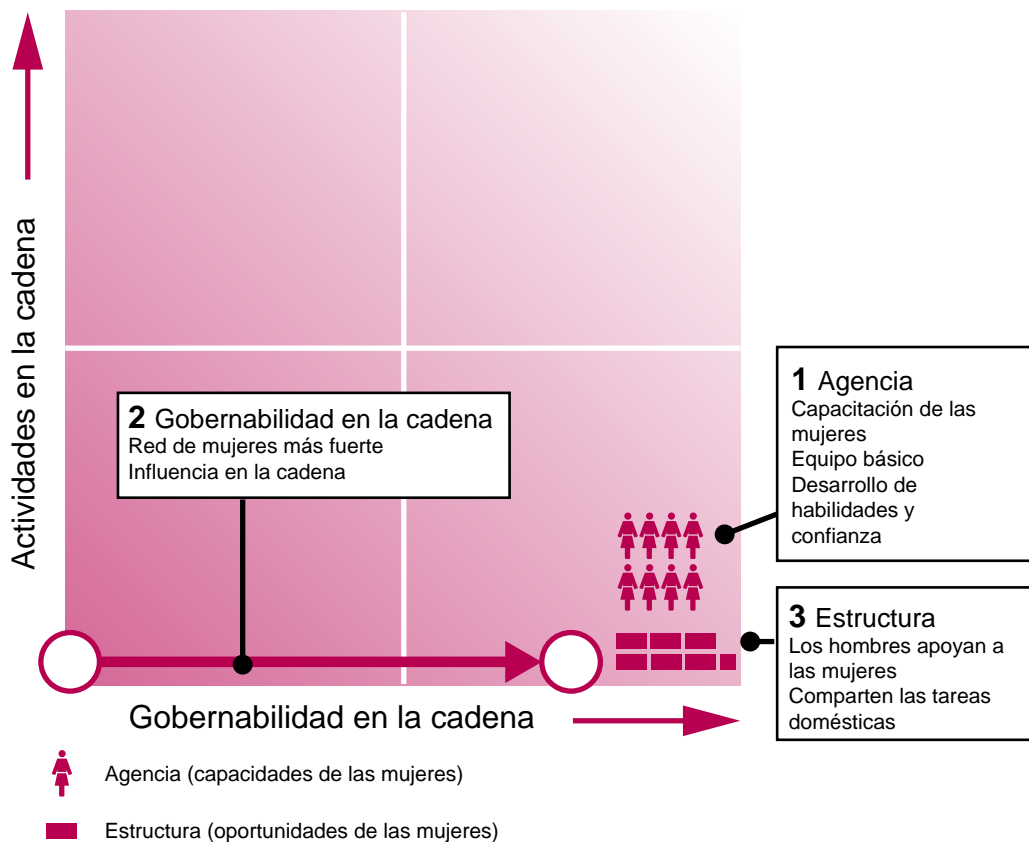 Actividades en la cadena
2 Gobernabilidad en la cadena
Red de mujeres más fuerte
Influencia en la cadena
1 Agencia
Capacitación de las
mujeres
Equipo básico
Desarrollo de
habilidades y
confianza
3 Estructura
Los hombres apoyan a
las mujeres
Comparten las tareas
domésticas
Gobernabilidad en la cadena
Agencia (capacidades de las mujeres)
Estructura (oportunidades de las mujeres)